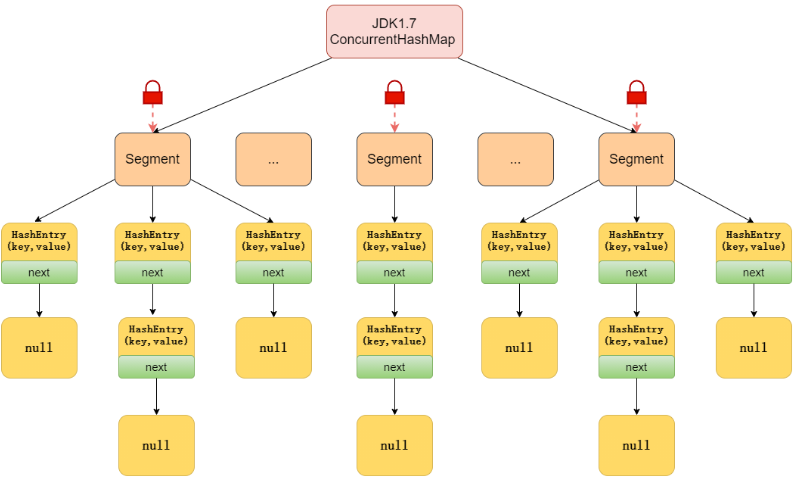 JDK1.7
ConcurrentHashMap
Segment
...
Segment
...
Segment
HashEntry
(key,value)
next
HashEntry
(key,value)
next
HashEntry
(key,value)
next
HashEntry
(key,value)
next
HashEntry
(key,value)
next
HashEntry
(key,value)
next
HashEntry
(key,value)
next
null
HashEntry
(key,value)
next
null
HashEntry
(key,value)
next
null
HashEntry
(key,value)
next
null
null
null
null